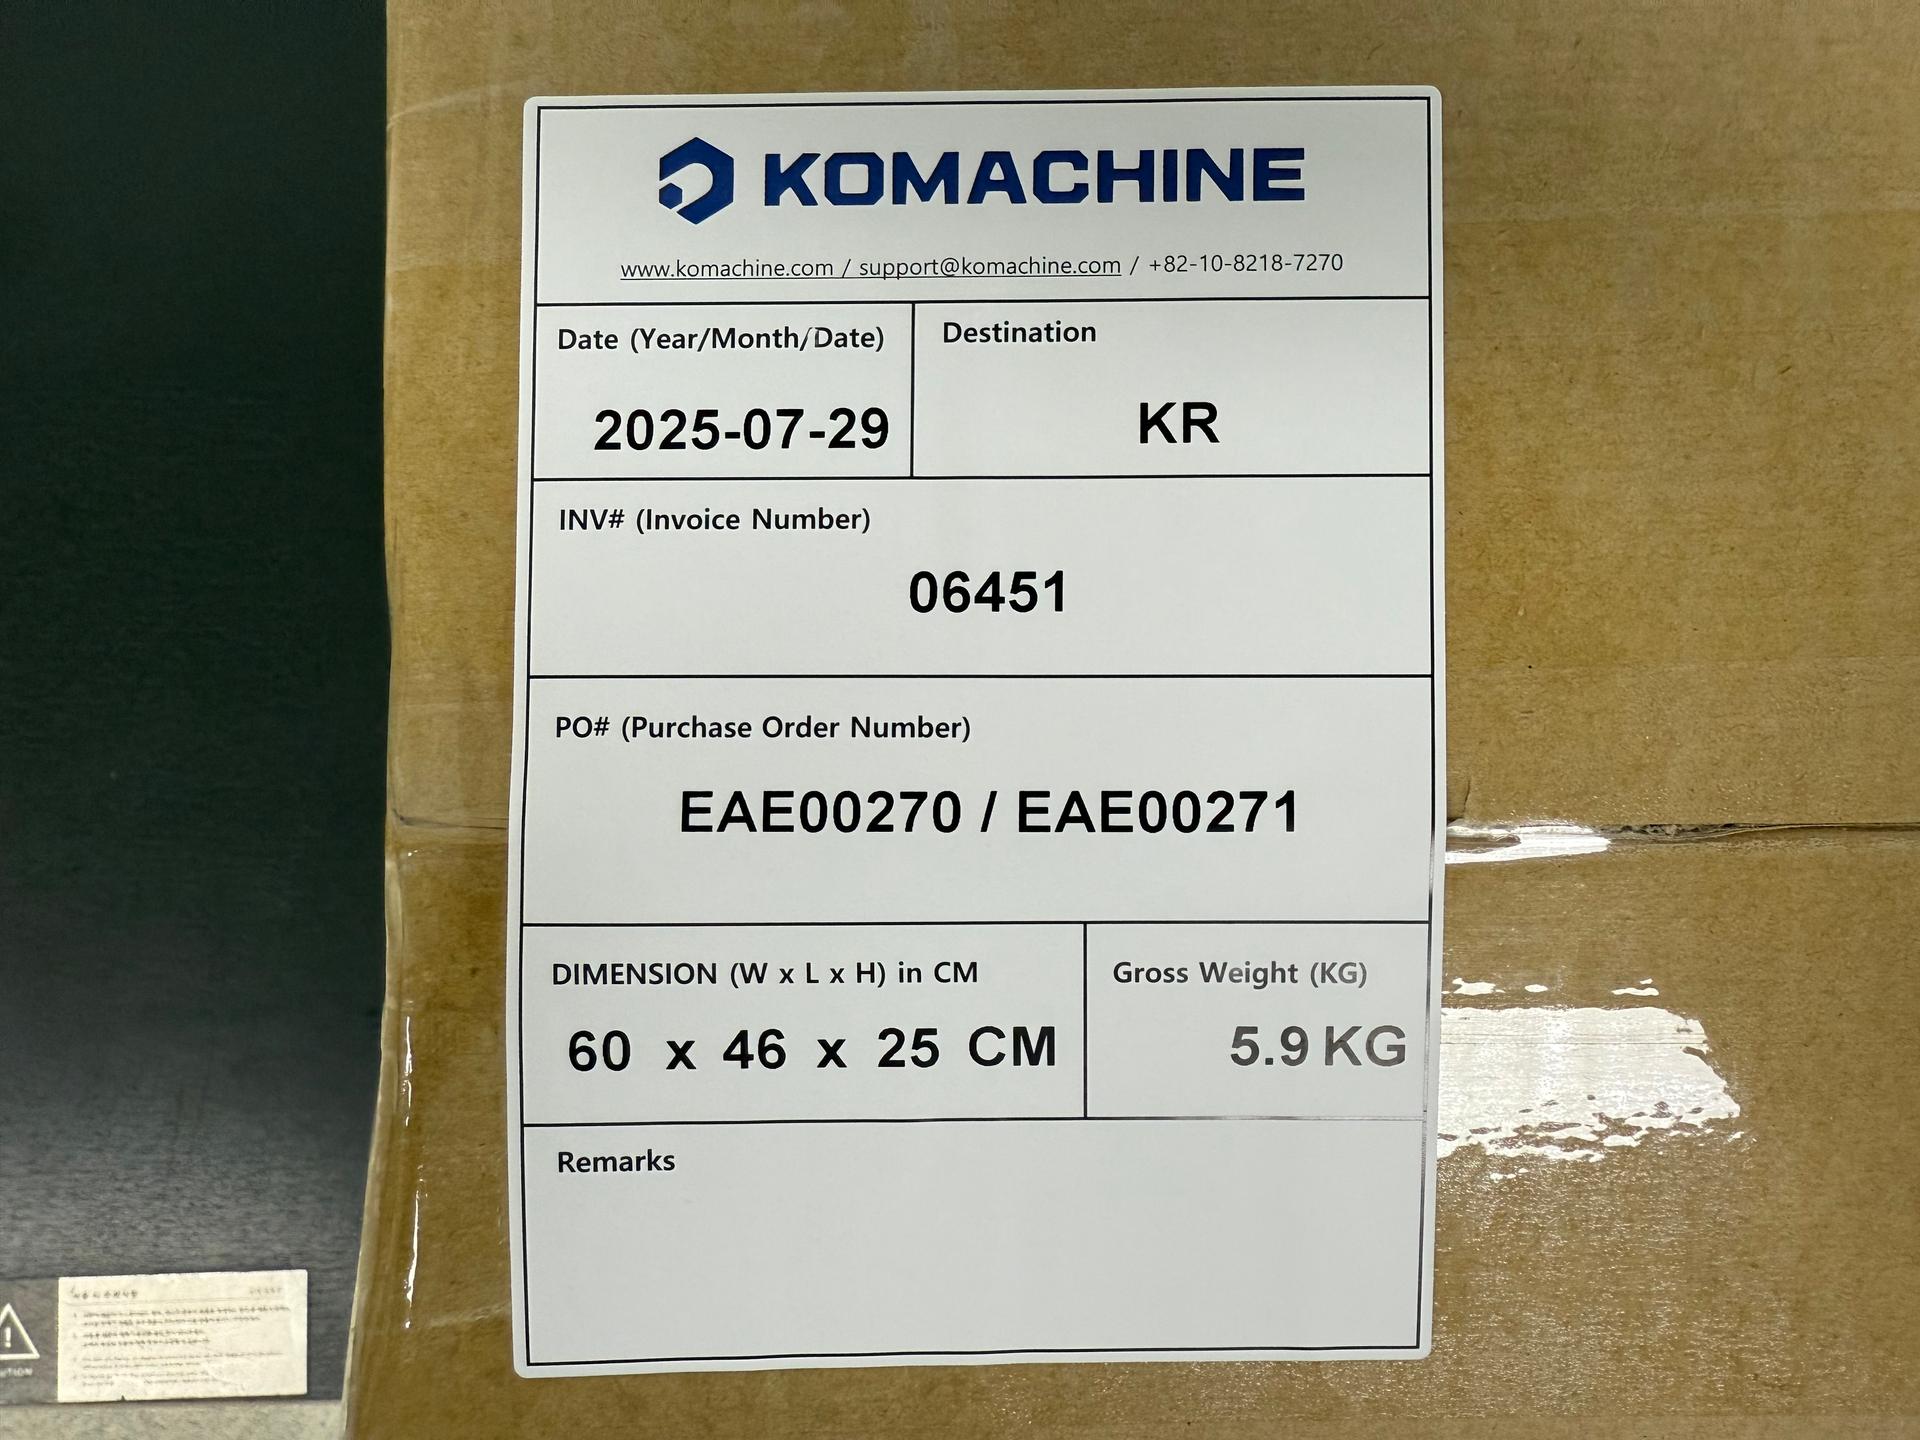 KOMACHINE
www.komachine.com / support@komachine.com / +82-10-8218-7270
Date (Year/Month/Date)
2025-07-29
Destination
KR
INV# (Invoice Number)
06451
PO# (Purchase Order Number)
EAE00270 / EAE00271
DIMENSION (W x L x H) in CM
60 x 46 x 25 CM
Gross Weight (KG)
5.9 KG
Remarks